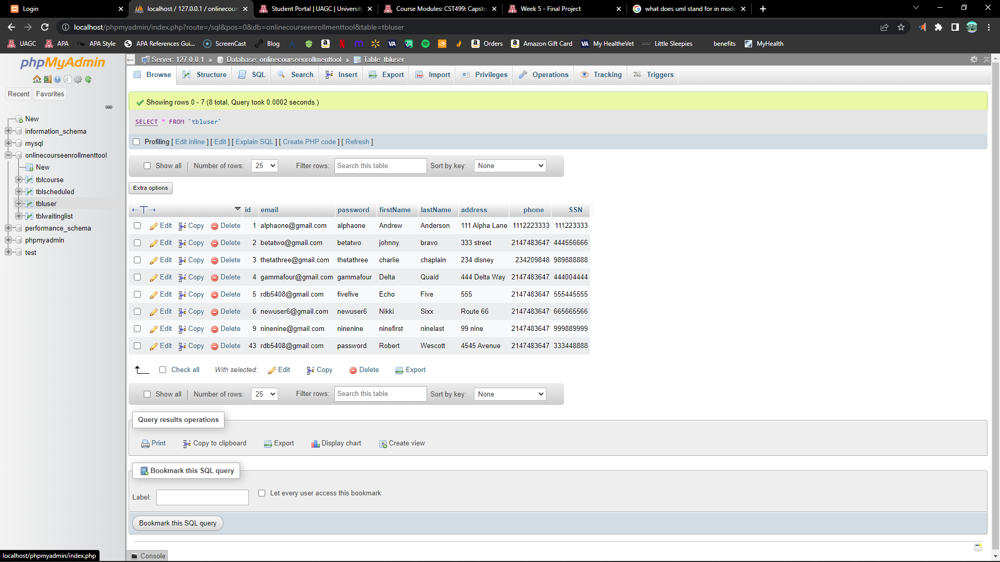 Login
localhost / 127.0.0.1 / onlinecour
Student Portal | UAGC | University
Course Modules: CST499: Capsto
Week 5 - Final Project
what does uml stand for in mode
localhost/phpmyadmin/index.php?route=/sql&pos=0&db=onlinecourseenrollmenttool&table=tbluser
UAGC APA APA Style APA References Gui... ScreenCast Blog VA Orders Amazon Gift Card VA My HealtheVet Little Sleepies benefits MyHealth
phpMyAdmin
Recent Favorites
New
information_schema
mysql
onlinecourseenrollmenttool
New
tblcourse
tblscheduled
tbluser
tblwaitinglist
performance_schema
phpmyadmin
test
Server: 127.0.0.1 » Database: onlinecourseenrollmenttool » Table: tbluser
Browse Structure SQL Search Insert Export Import Privileges Operations Tracking Triggers
Showing rows 0 - 7 (8 total, Query took 0.0002 seconds.)
SELECT * FROM `tbluser`
Profiling [ Edit inline ] [ Edit ] [ Explain SQL ] [ Create PHP code ] [ Refresh ]
Show all Number of rows: 25 Filter rows: Search this table Sort by key: None
Extra options
←T→ id email password firstName lastName address phone SSN
Edit Copy Delete 1 alphaone@gmail.com alphaone Andrew Anderson 111 Alpha Lane 1112223333 111223333
Edit Copy Delete 2 betatwo@gmail.com betatwo johnny bravo 333 street 2147483647 444556666
Edit Copy Delete 3 thetathree@gmail.com thetathree charlie chaplain 234 disney 234209848 989888888
Edit Copy Delete 4 gammafour@gmail.com gammafour Delta Quaid 444 Delta Way 2147483647 444004444
Edit Copy Delete 5 rdb5408@gmail.com fivefive Echo Five 555 2147483647 555445555
Edit Copy Delete 6 newuser6@gmail.com newuser6 Nikki Sixx Route 66 2147483647 665665566
Edit Copy Delete 9 ninenine@gmail.com ninenine ninefirst ninelast 99 nine 2147483647 999889999
Edit Copy Delete 43 rdb5408@gmail.com password Robert Wescott 4545 Avenue 2147483647 333448888
Check all With selected: Edit Copy Delete Export
Show all Number of rows: 25 Filter rows: Search this table Sort by key: None
Query results operations
Print Copy to clipboard Export Display chart Create view
Bookmark this SQL query
Label: Let every user access this bookmark
Bookmark this SQL query
localhost/phpmyadmin/index.php
Console